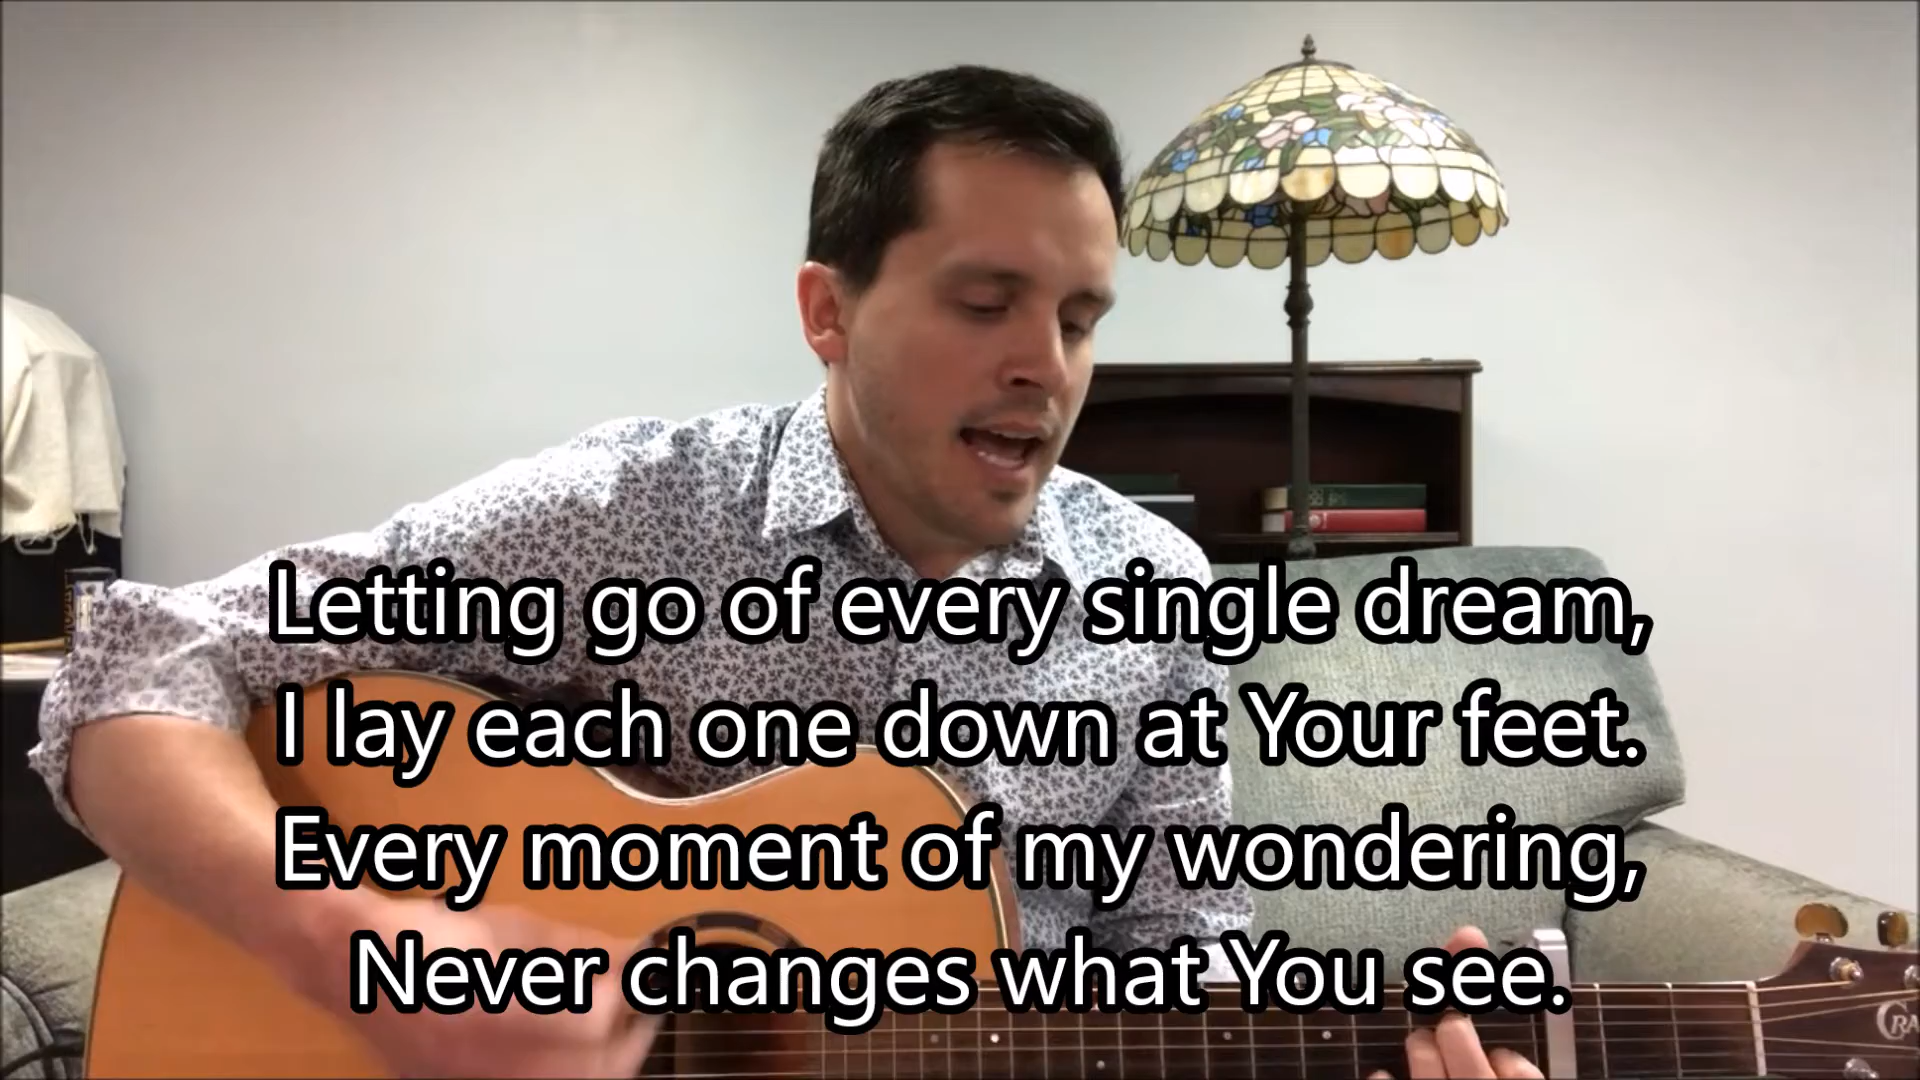 Letting go of every single dream,
I lay each one down at Your feet.
Every moment of my wondering,
Never changes what You see.
CRA